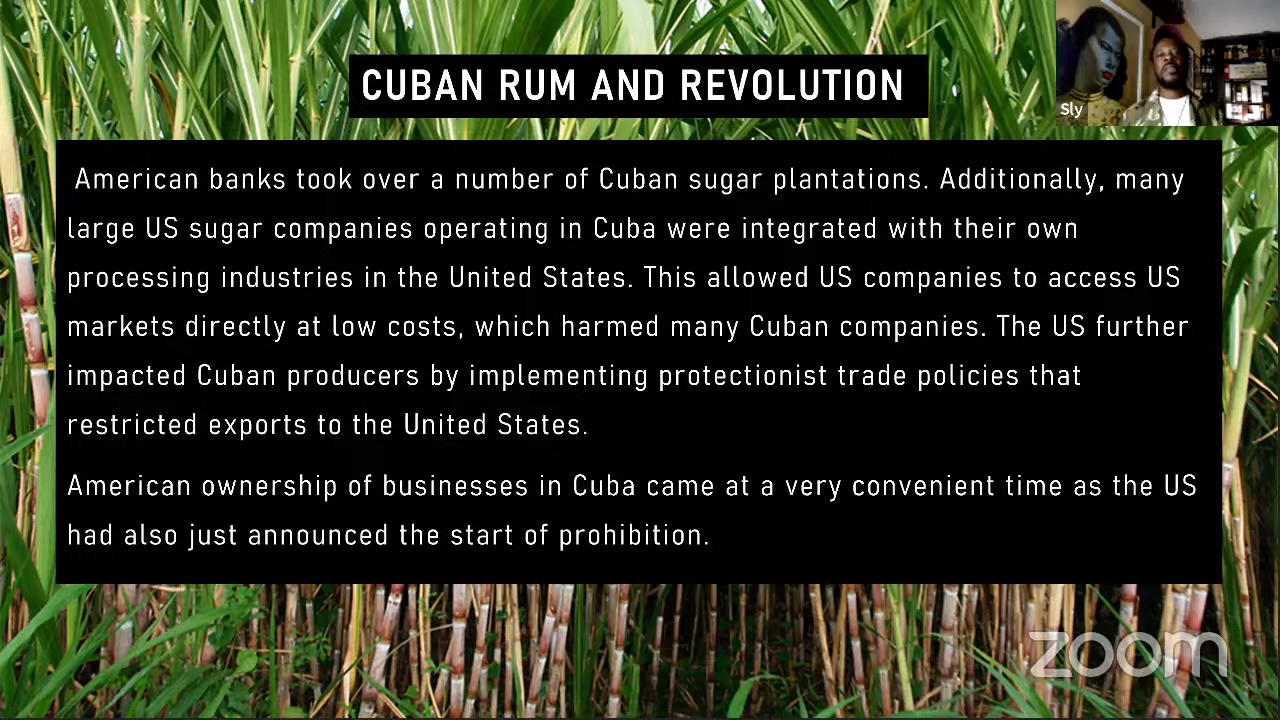 CUBAN RUM AND REVOLUTION
Sly
American banks took over a number of Cuban sugar plantations. Additionally, many
large US sugar companies operating in Cuba were integrated with their own
processing industries in the United States. This allowed US companies to access US
markets directly at low costs, which harmed many Cuban companies. The US further
impacted Cuban producers by implementing protectionist trade policies that
restricted exports to the United States.
American ownership of businesses in Cuba came at a very convenient time as the US
had also just announced the start of prohibition.
zoom